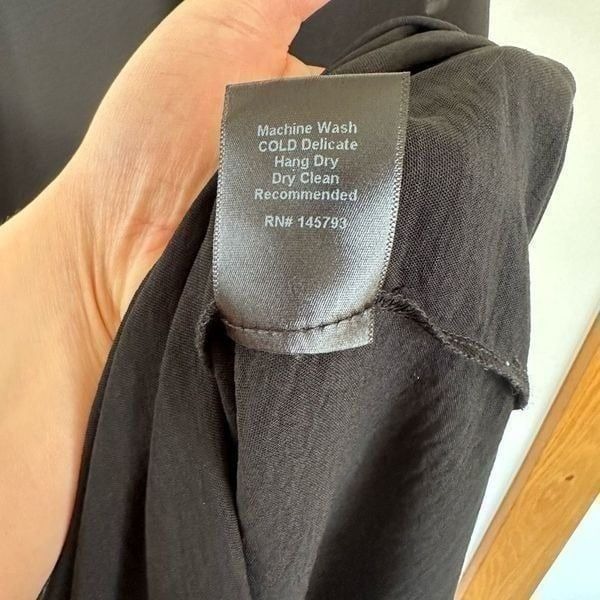 Machine Wash
COLD Delicate
Hang Dry
Dry Clean
Recommended
RN# 145793